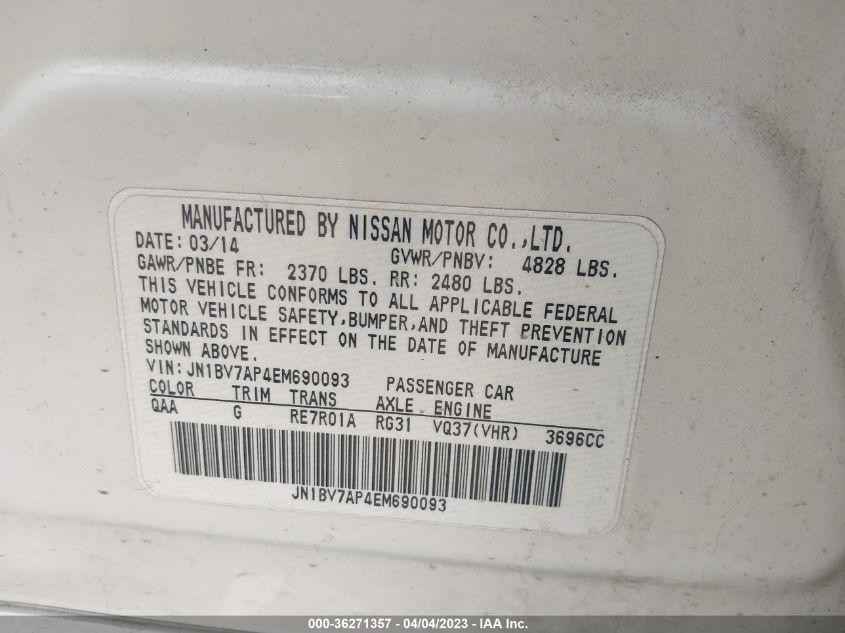 MANUFACTURED BY NISSAN MOTOR CO.,LTD.
DATE: 03/14 GVWR/PNBV: 4828 LBS.
GAWR/PNBE FR: 2370 LBS. RR: 2480 LBS.
THIS VEHICLE CONFORMS TO ALL APPLICABLE FEDERAL
MOTOR VEHICLE SAFETY,BUMPER,AND THEFT PREVENTION
STANDARDS IN EFFECT ON THE DATE OF MANUFACTURE
SHOWN ABOVE.
VIN: JN1BV7AP4EM690093 PASSENGER CAR
COLOR TRIM TRANS AXLE ENGINE
QAA G RE7R01A RG31 VQ37(VHR) 3696CC
JN1BV7AP4EM690093
000-36271357 - 04/04/2023 - IAA Inc.